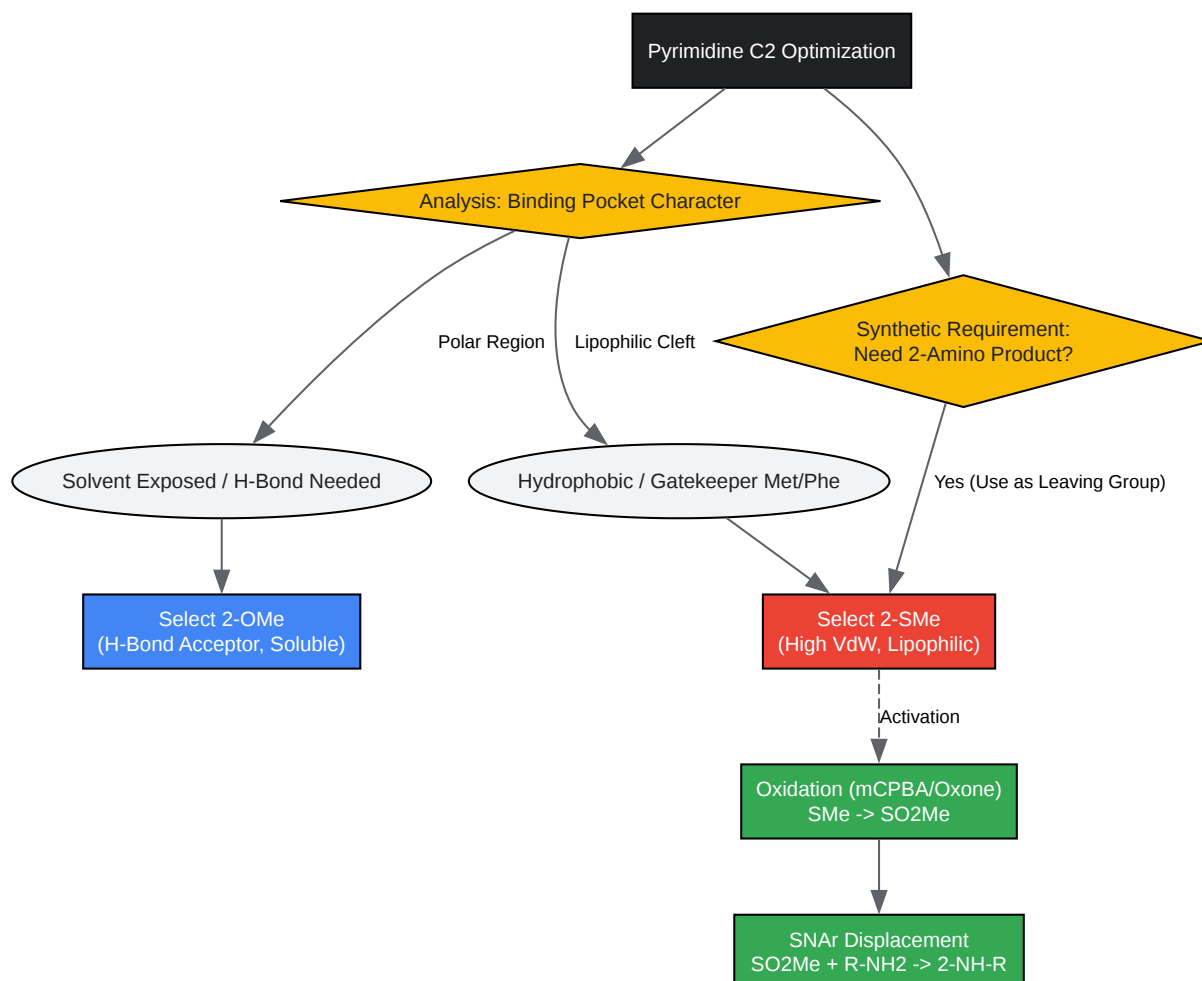 Pyrimidine C2 Optimization
Analysis: Binding Pocket Character
Synthetic Requirement:
Need 2-Amino Product?
Polar Region
Lipophilic Cleft
Solvent Exposed / H-Bond Needed
Hydrophobic / Gatekeeper Met/Phe
Yes (Use as Leaving Group)
Select 2-OMe
(H-Bond Acceptor, Soluble)
Select 2-SMe
(High VdW, Lipophilic)
Activation
Oxidation (mCPBA/Oxone)
SMe -> SO2Me
SNAr Displacement
SO2Me + R-NH2 -> 2-NH-R